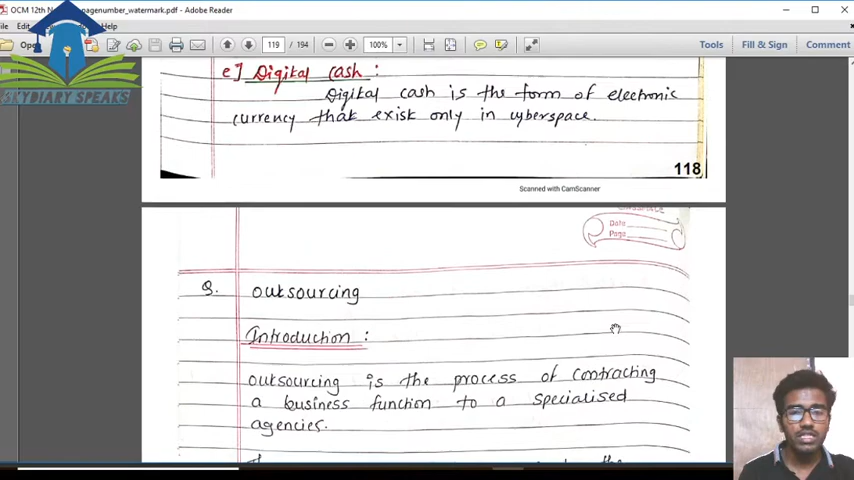 OCM 12th N pagenumber_watermark.pdf - Adobe Reader
File Edit
Open 119 / 194 100% Tools Fill & Sign Comment
SKYDIARY SPEAKS
e] Digital Cash :
Digital cash is the form of electronic
currency that exist only in cyberspace.
118
Scanned with CamScanner
Date
Page
Q. outsourcing
Introduction :
outsourcing is the process of contracting
a business function to a specialised
agencies.